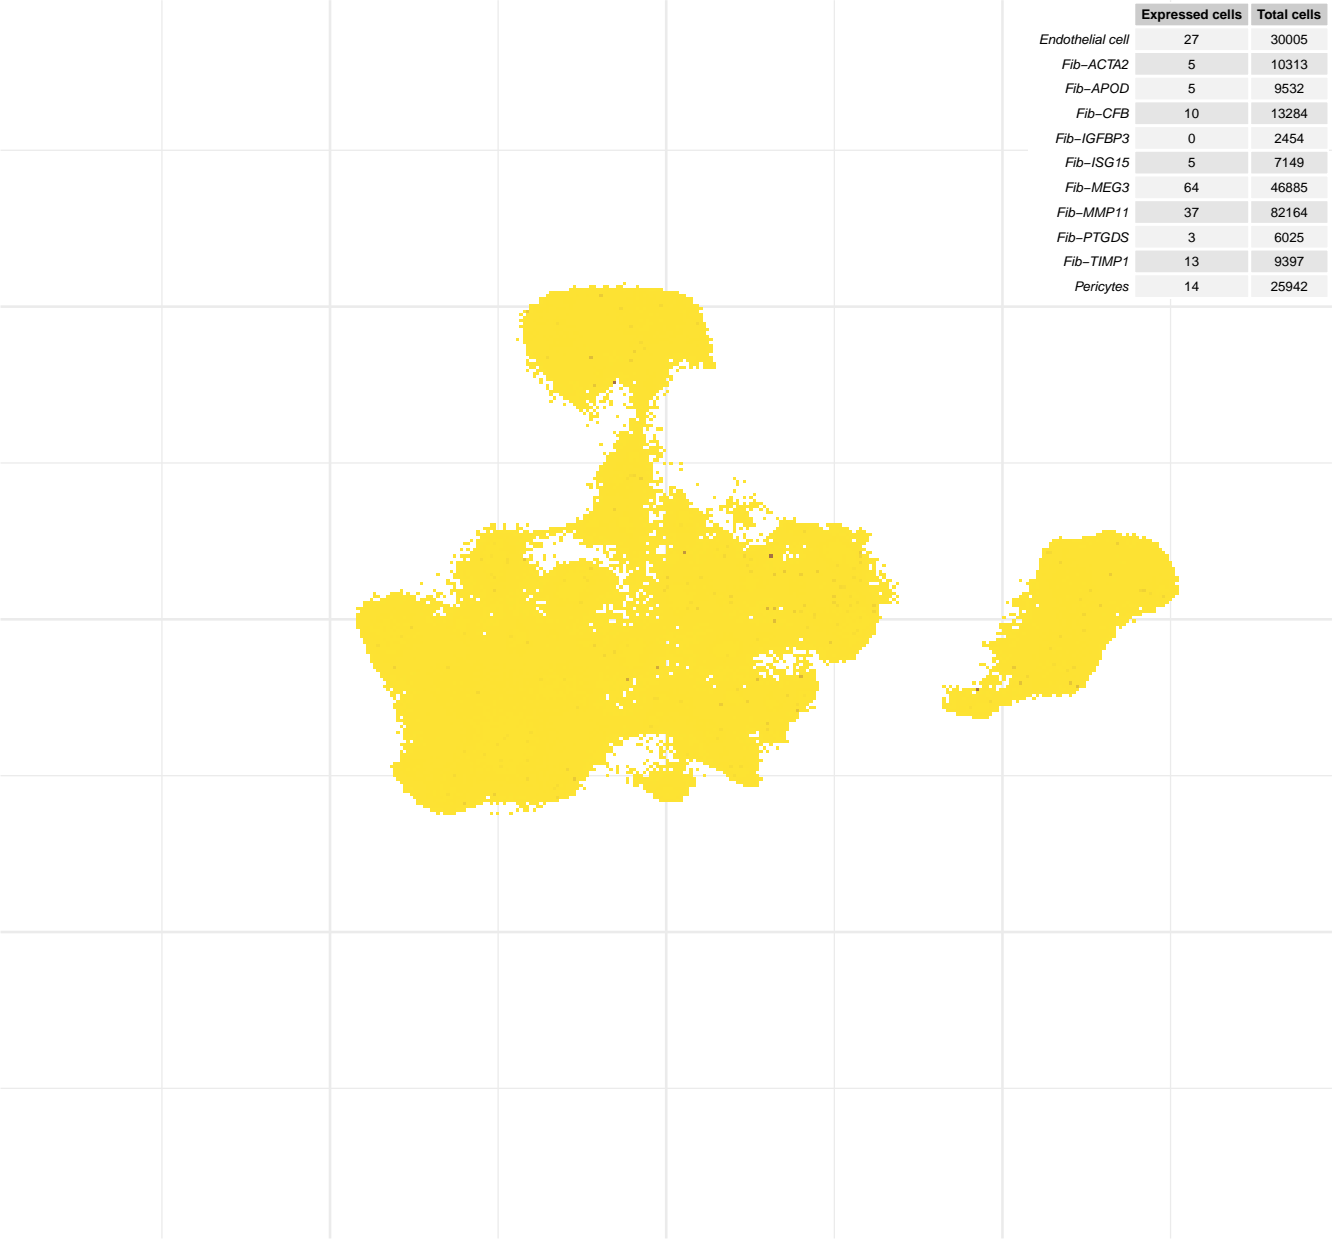 Expressed cells Total cells
Endothelial cell 27 30005
Fib−ACTA2 5 10313
Fib−APOD 5 9532
Fib−CFB 10 13284
Fib−IGFBP3 0 2454
Fib−ISG15 5 7149
Fib−MEG3 64 46885
Fib−MMP11 37 82164
Fib−PTGDS 3 6025
Fib−TIMP1 13 9397
Pericytes 14 25942